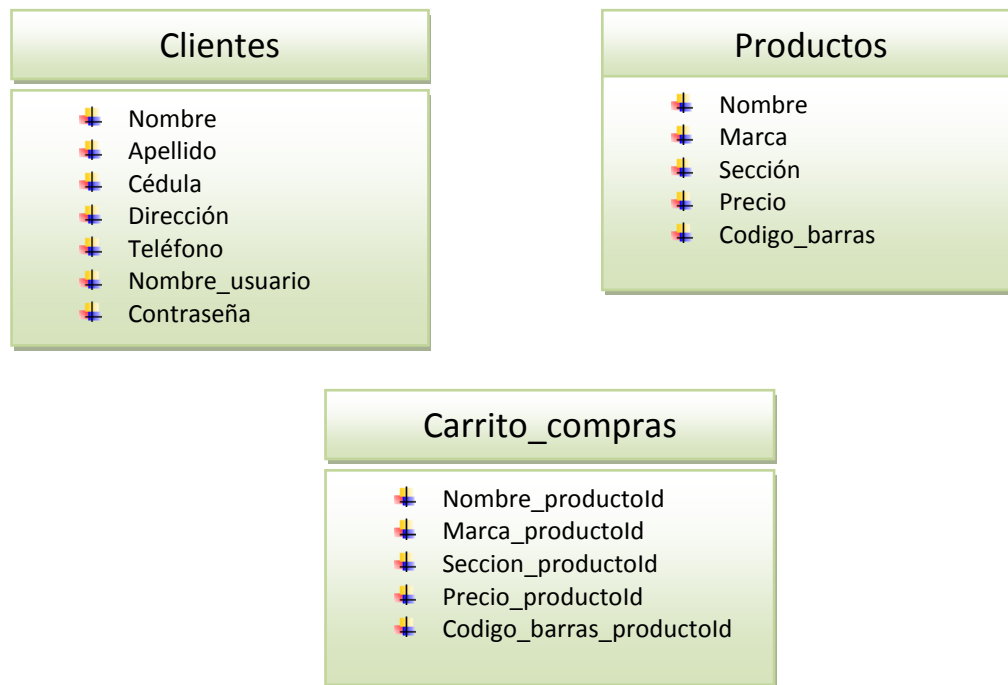 Clientes
Nombre
Apellido
Cédula
Dirección
Teléfono
Nombre_usuario
Contraseña
Productos
Nombre
Marca
Sección
Precio
Codigo_barras
Carrito_compras
Nombre_productoId
Marca_productoId
Seccion_productoId
Precio_productoId
Codigo_barras_productoId